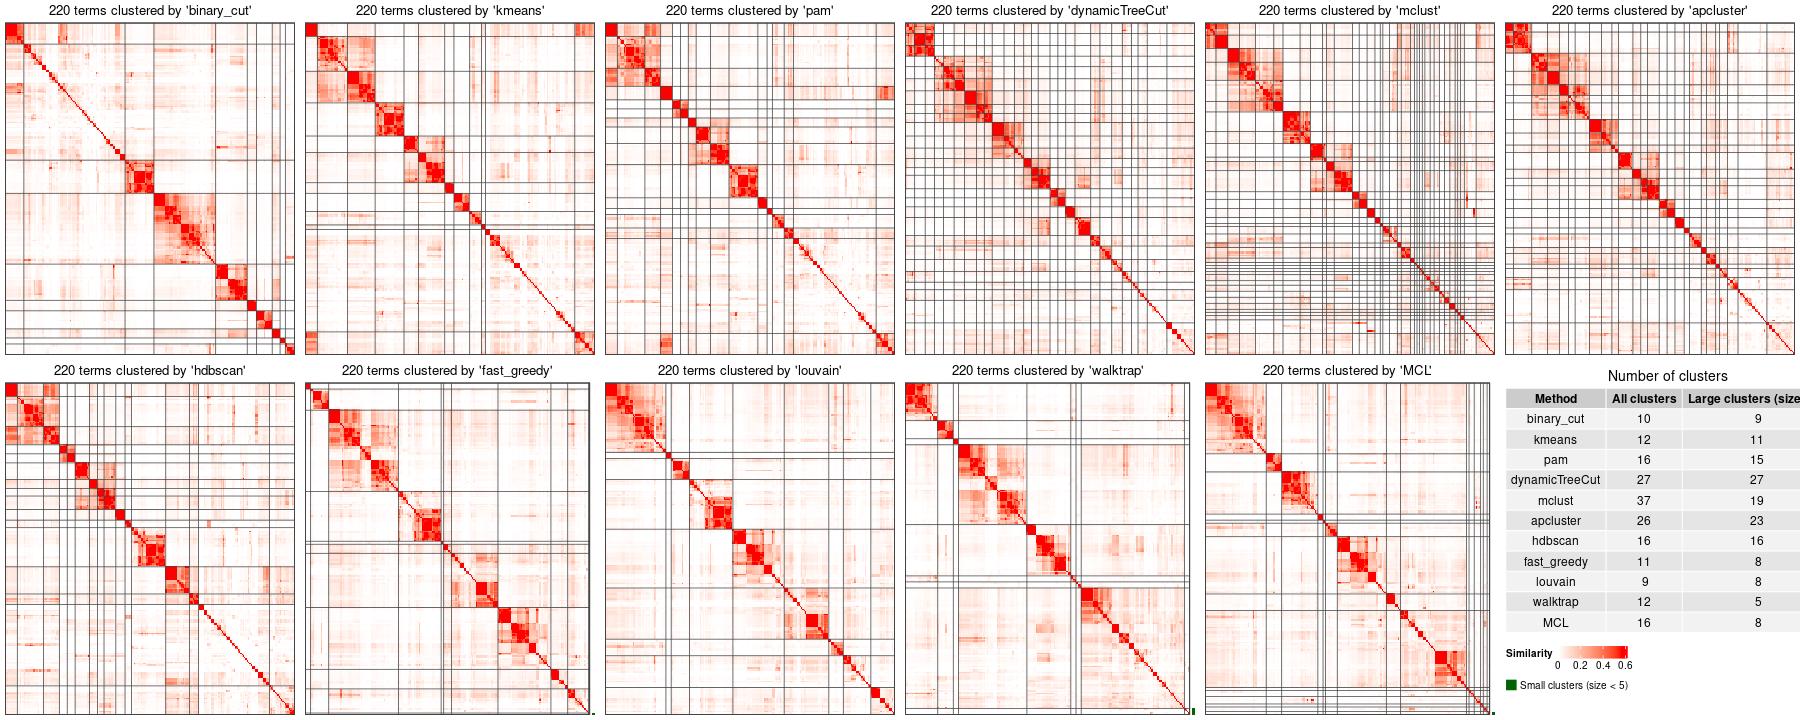 220 terms clustered by 'binary_cut'
220 terms clustered by 'kmeans'
220 terms clustered by 'pam'
220 terms clustered by 'dynamicTreeCut'
220 terms clustered by 'mclust'
220 terms clustered by 'apcluster'
220 terms clustered by 'hdbscan'
220 terms clustered by 'fast_greedy'
220 terms clustered by 'louvain'
220 terms clustered by 'walktrap'
220 terms clustered by 'MCL'
Number of clusters
Method All clusters Large clusters (size
binary_cut 10 9
kmeans 12 11
pam 16 15
dynamicTreeCut 27 27
mclust 37 19
apcluster 26 23
hdbscan 16 16
fast_greedy 11 8
louvain 9 8
walktrap 12 5
MCL 16 8
Similarity
0 0.2 0.4 0.6
Small clusters (size < 5)